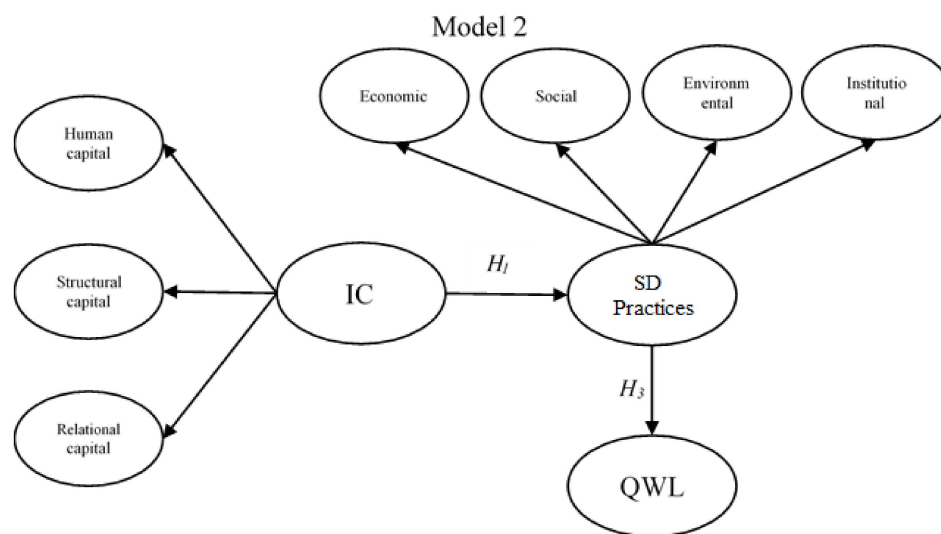 Model 2
Economic
Social
Environm
ental
Institutio
nal
Human
capital
Structural
capital
Relational
capital
IC
H1
SD
Practices
H3
QWL